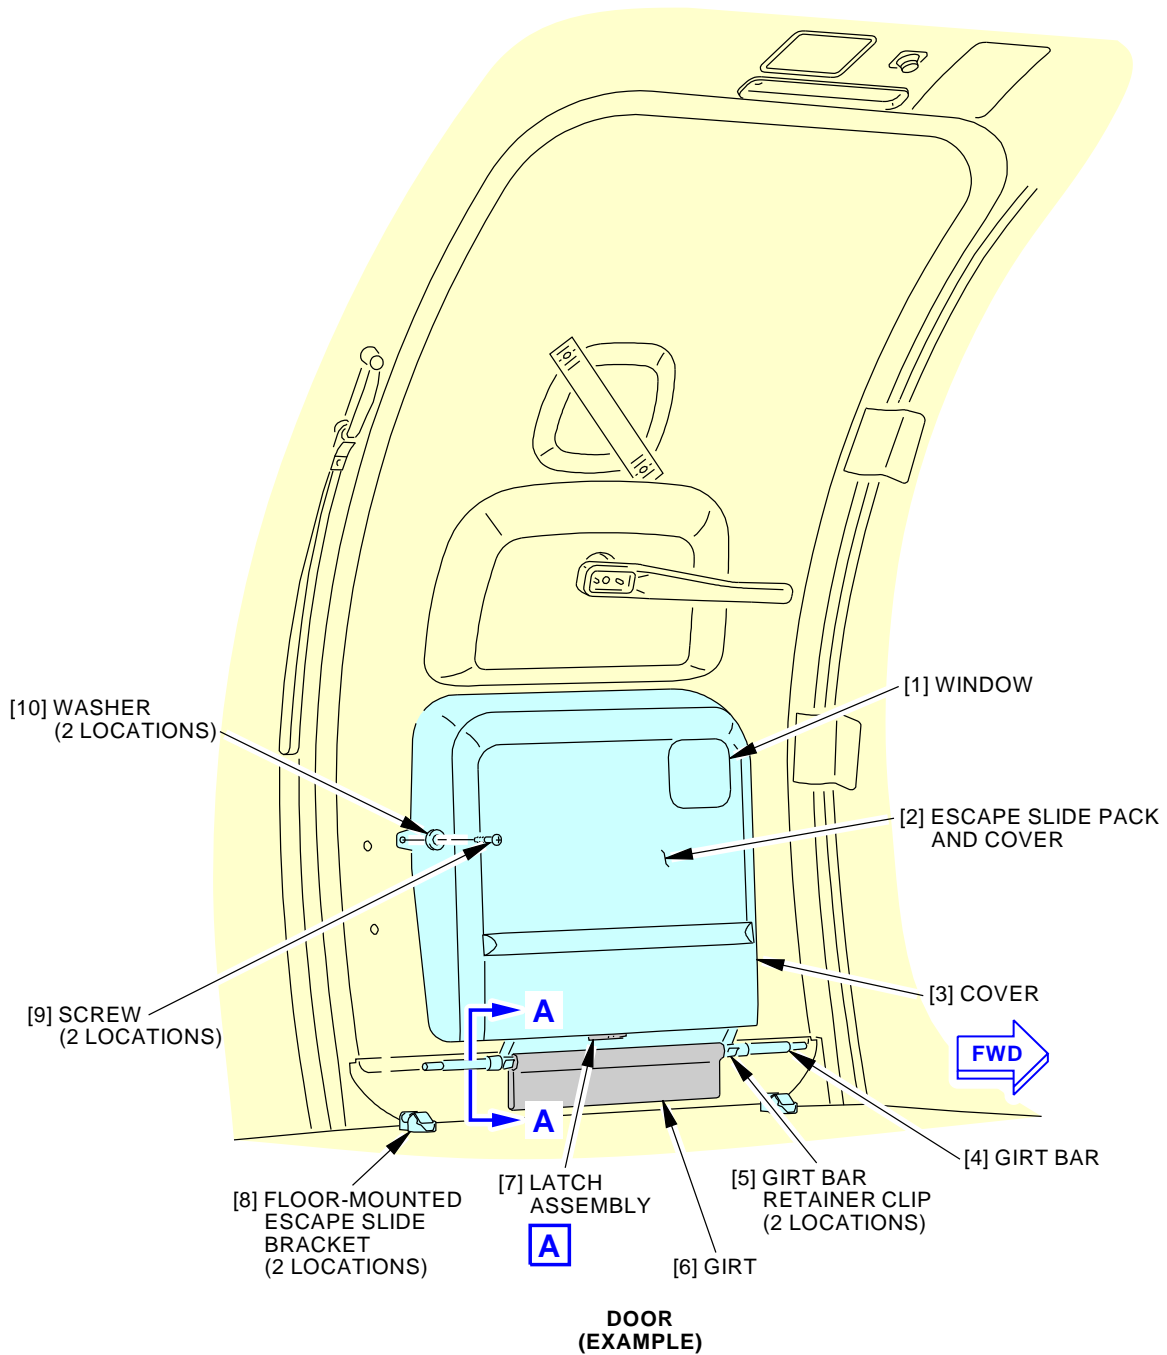 [1] WINDOW
[10] WASHER
(2 LOCATIONS)
[2] ESCAPE SLIDE PACK
AND COVER
[3] COVER
[9] SCREW
(2 LOCATIONS)
A
FWD
A
[4] GIRT BAR
[5] GIRT BAR
RETAINER CLIP
(2 LOCATIONS)
[7] LATCH
ASSEMBLY
A
[8] FLOOR-MOUNTED
ESCAPE SLIDE
BRACKET
(2 LOCATIONS)
[6] GIRT
DOOR
(EXAMPLE)